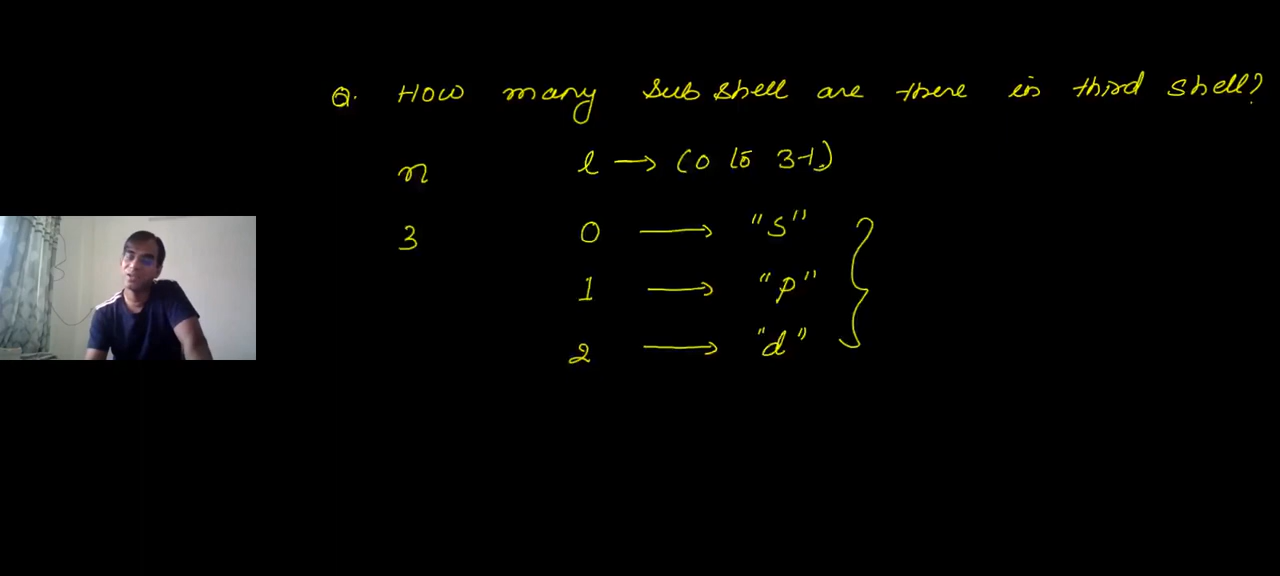 Q. How many Sub shell are there in third shell?
n l → (0 to 3-1)
3 0 → "S"
1 → "p"
2 → "d"